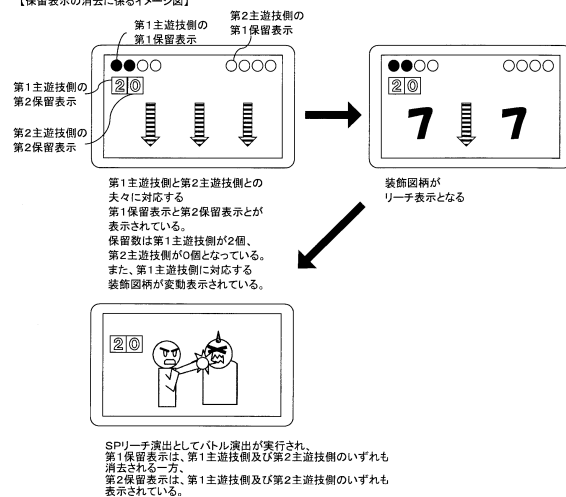 【保留表示の消去に係るイメージ図】
第1主遊技側の
第1保留表示
第2主遊技側の
第1保留表示
第1主遊技側の
第2保留表示
第2主遊技側の
第2保留表示
20
20
7 7
第1主遊技側と第2主遊技側との
夫々に対応する
第1保留表示と第2保留表示とが
表示されている。
保留数は第1主遊技側が2個、
第2主遊技側が0個となっている。
また、第1主遊技側に対応する
装飾図柄が変動表示されている。
装飾図柄が
リーチ表示となる
20
SPリーチ演出としてバトル演出が実行され、
第1保留表示は、第1主遊技側及び第2主遊技側のいずれも
消去される一方、
第2保留表示は、第1主遊技側及び第2主遊技側のいずれも
表示されている。